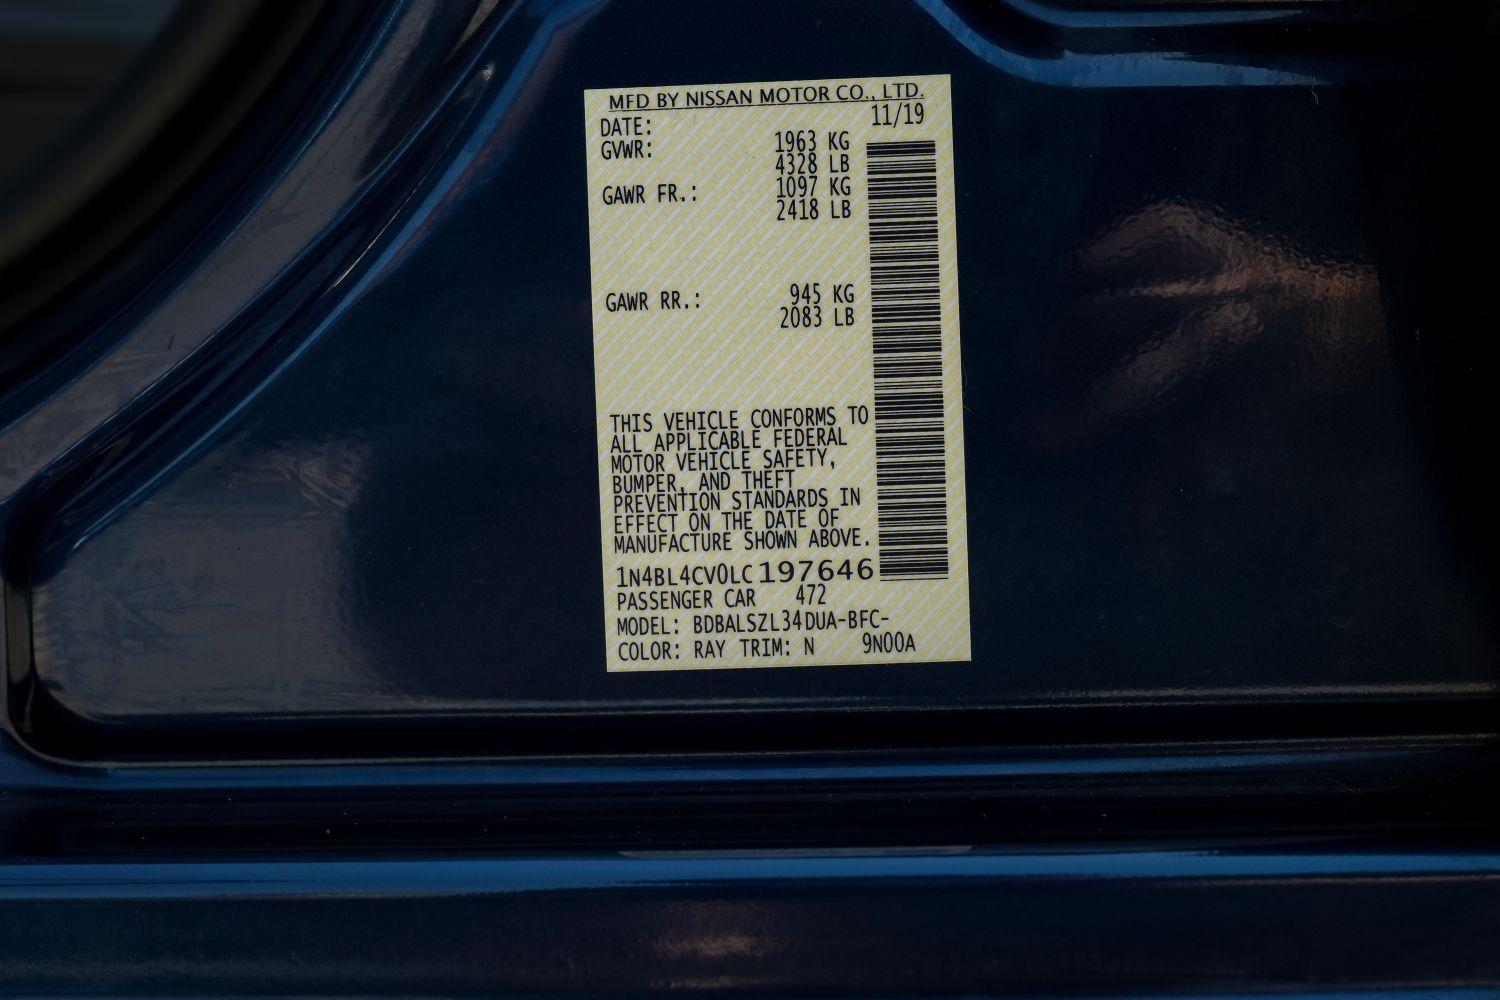 MFD BY NISSAN MOTOR CO., LTD.
DATE: 11/19
GVWR: 1963 KG
4328 LB
GAWR FR.: 1097 KG
2418 LB
GAWR RR.: 945 KG
2083 LB
THIS VEHICLE CONFORMS TO
ALL APPLICABLE FEDERAL
MOTOR VEHICLE SAFETY,
BUMPER, AND THEFT
PREVENTION STANDARDS IN
EFFECT ON THE DATE OF
MANUFACTURE SHOWN ABOVE.
1N4BL4CV0LC197646
PASSENGER CAR 472
MODEL: BDBALSZL34DUA-BFC-
COLOR: RAY TRIM: N 9N00A